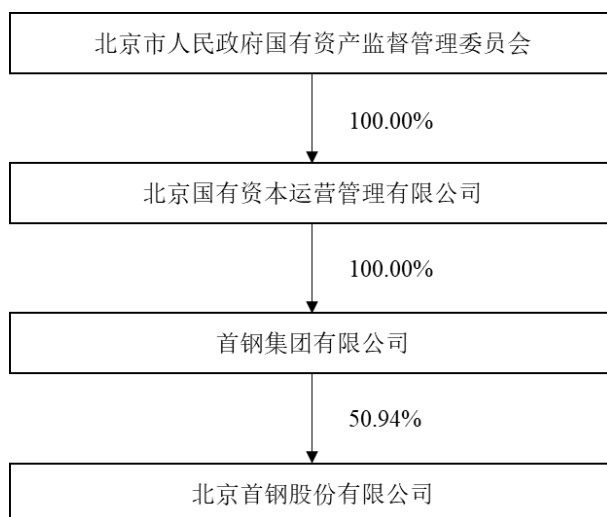 北京市人民政府国有资产监督管理委员会
100.00%
北京国有资本运营管理有限公司
100.00%
首钢集团有限公司
50.94%
北京首钢股份有限公司